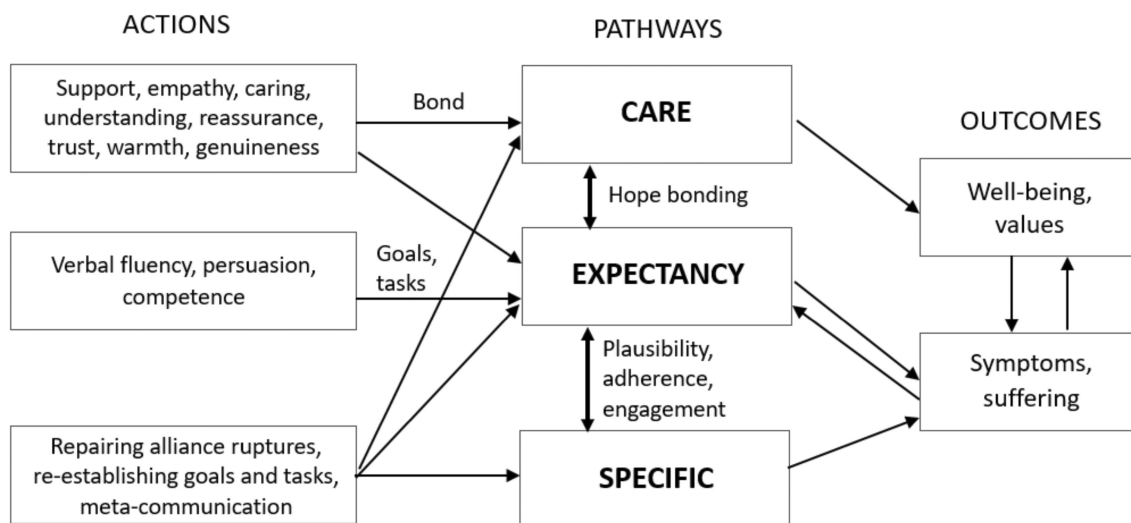 ACTIONS
PATHWAYS
OUTCOMES
Support, empathy, caring,
understanding, reassurance,
trust, warmth, genuineness
Bond
CARE
Hope bonding
Well-being,
values
Verbal fluency, persuasion,
competence
Goals,
tasks
EXPECTANCY
Plausibility,
adherence,
engagement
Symptoms,
suffering
Repairing alliance ruptures,
re-establishing goals and tasks,
meta-communication
SPECIFIC